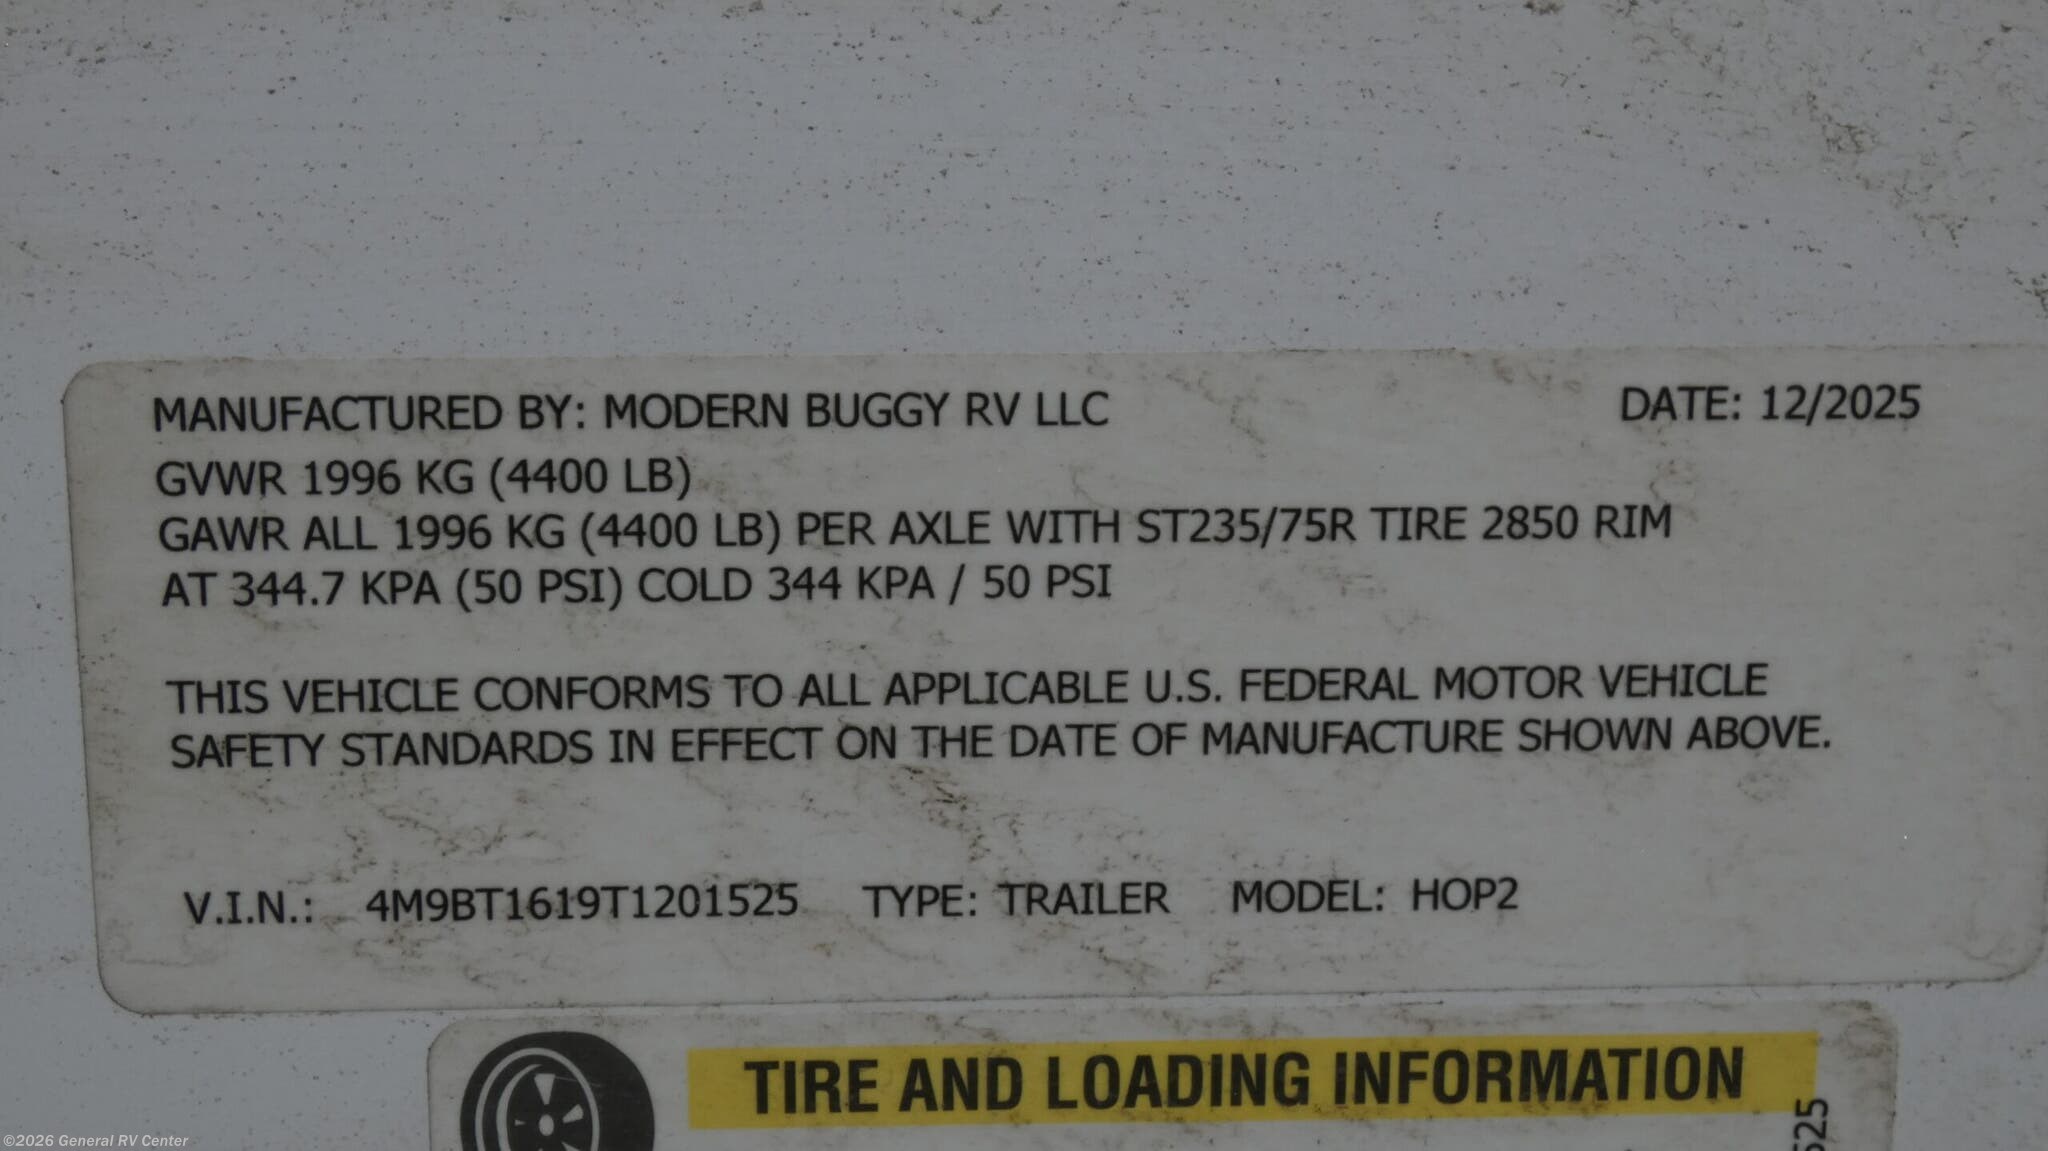 MANUFACTURED BY: MODERN BUGGY RV LLC DATE: 12/2025
GVWR 1996 KG (4400 LB)
GAWR ALL 1996 KG (4400 LB) PER AXLE WITH ST235/75R TIRE 2850 RIM
AT 344.7 KPA (50 PSI) COLD 344 KPA / 50 PSI
THIS VEHICLE CONFORMS TO ALL APPLICABLE U.S. FEDERAL MOTOR VEHICLE
SAFETY STANDARDS IN EFFECT ON THE DATE OF MANUFACTURE SHOWN ABOVE.
V.I.N.: 4M9BT1619T1201525 TYPE: TRAILER MODEL: HOP2
TIRE AND LOADING INFORMATION
©2026 General RV Center